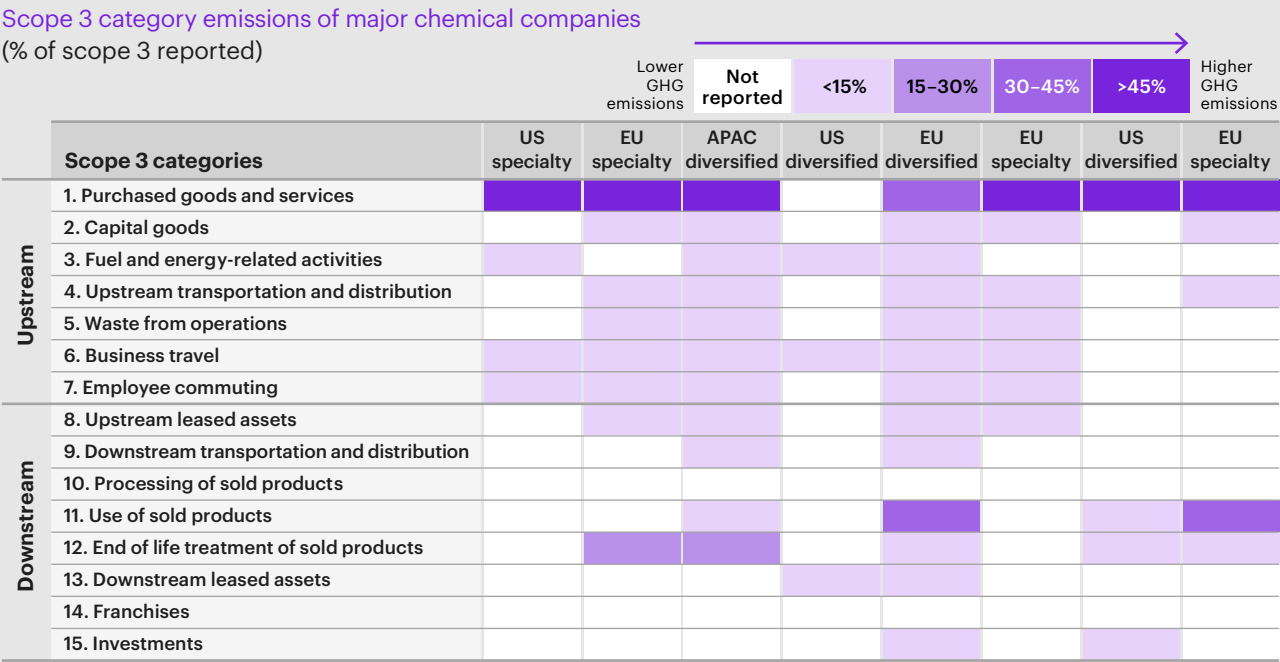 Scope 3 category emissions of major chemical companies
(% of scope 3 reported)
Lower
GHG
emissions
Not
reported
<15%
15–30%
30–45%
>45%
Higher
GHG
emissions
Scope 3 categories
US
specialty
EU
specialty
APAC
diversified
US
diversified
EU
diversified
EU
specialty
US
diversified
EU
specialty
Upstream
1. Purchased goods and services
2. Capital goods
3. Fuel and energy-related activities
4. Upstream transportation and distribution
5. Waste from operations
6. Business travel
7. Employee commuting
Downstream
8. Upstream leased assets
9. Downstream transportation and distribution
10. Processing of sold products
11. Use of sold products
12. End of life treatment of sold products
13. Downstream leased assets
14. Franchises
15. Investments